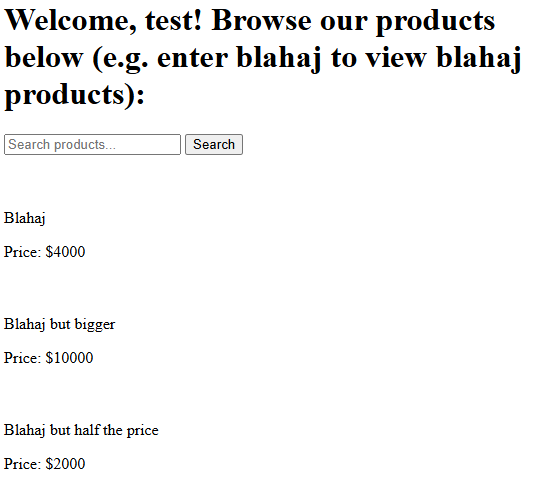 Welcome, test! Browse our products
below (e.g. enter blahaj to view blahaj
products):
Search products...
Search
Blahaj
Price: $4000
Blahaj but bigger
Price: $10000
Blahaj but half the price
Price: $2000